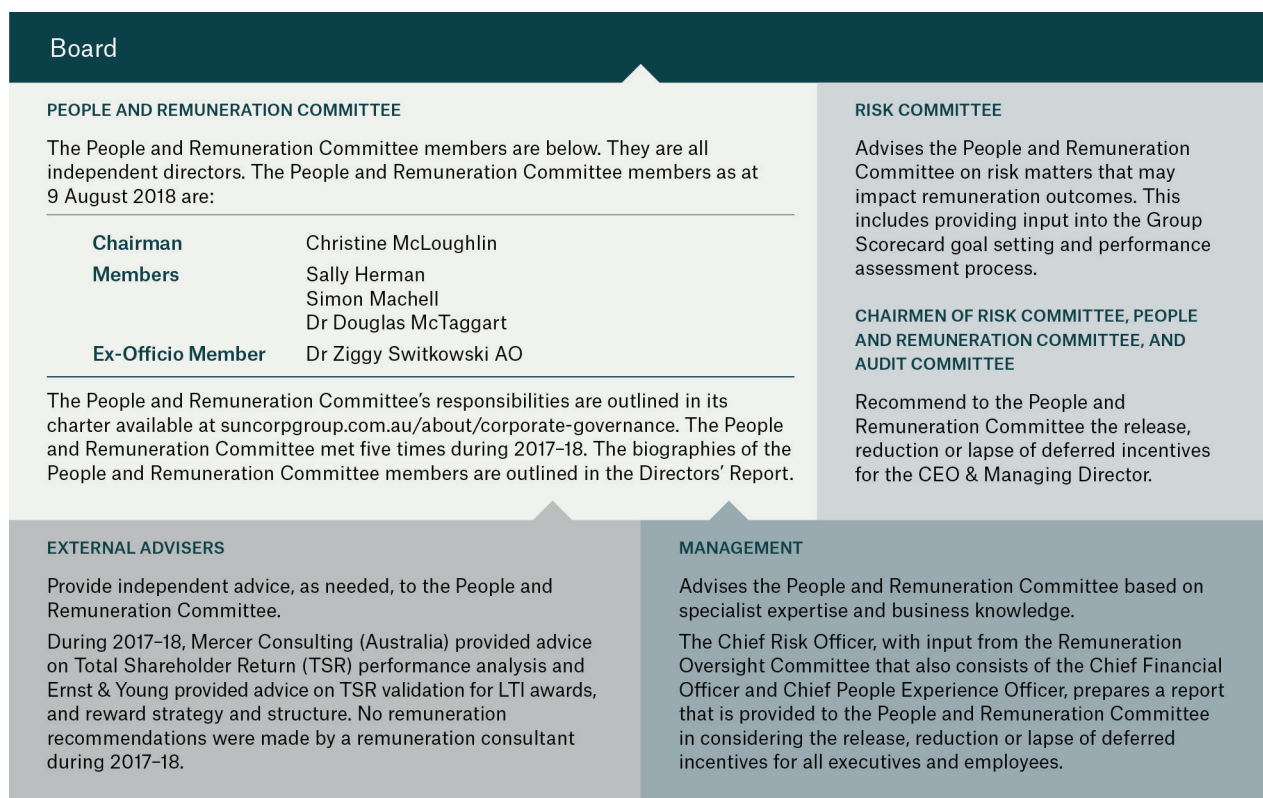 Board
PEOPLE AND REMUNERATION COMMITTEE
The People and Remuneration Committee members are below. They are all
independent directors. The People and Remuneration Committee members as at
9 August 2018 are:
Chairman Christine McLoughlin
Members Sally Herman
Simon Machell
Dr Douglas McTaggart
Ex-Officio Member Dr Ziggy Switkowski AO
The People and Remuneration Committee’s responsibilities are outlined in its
charter available at suncorpgroup.com.au/about/corporate-governance. The People
and Remuneration Committee met five times during 2017–18. The biographies of the
People and Remuneration Committee members are outlined in the Directors’ Report.
RISK COMMITTEE
Advises the People and Remuneration
Committee on risk matters that may
impact remuneration outcomes. This
includes providing input into the Group
Scorecard goal setting and performance
assessment process.
CHAIRMEN OF RISK COMMITTEE, PEOPLE
AND REMUNERATION COMMITTEE, AND
AUDIT COMMITTEE
Recommend to the People and
Remuneration Committee the release,
reduction or lapse of deferred incentives
for the CEO & Managing Director.
EXTERNAL ADVISERS
Provide independent advice, as needed, to the People and
Remuneration Committee.
During 2017–18, Mercer Consulting (Australia) provided advice
on Total Shareholder Return (TSR) performance analysis and
Ernst & Young provided advice on TSR validation for LTI awards,
and reward strategy and structure. No remuneration
recommendations were made by a remuneration consultant
during 2017–18.
MANAGEMENT
Advises the People and Remuneration Committee based on
specialist expertise and business knowledge.
The Chief Risk Officer, with input from the Remuneration
Oversight Committee that also consists of the Chief Financial
Officer and Chief People Experience Officer, prepares a report
that is provided to the People and Remuneration Committee
in considering the release, reduction or lapse of deferred
incentives for all executives and employees.